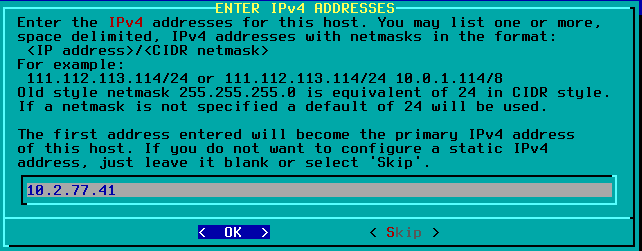 ENTER IPv4 ADDRESSES
Enter the IPv4 addresses for this host. You may list one or more,
space delimited, IPv4 addresses with netmasks in the format:
<IP address>/<CIDR netmask>
For example:
111.112.113.114/24 or 111.112.113.114/24 10.0.1.114/8
Old style netmask 255.255.255.0 is equivalent of 24 in CIDR style.
If a netmask is not specified a default of 24 will be used.
The first address entered will become the primary IPv4 address
of this host. If you do not want to configure a static IPv4
address, just leave it blank or select 'Skip'.
10.2.77.41
< OK > < Skip >